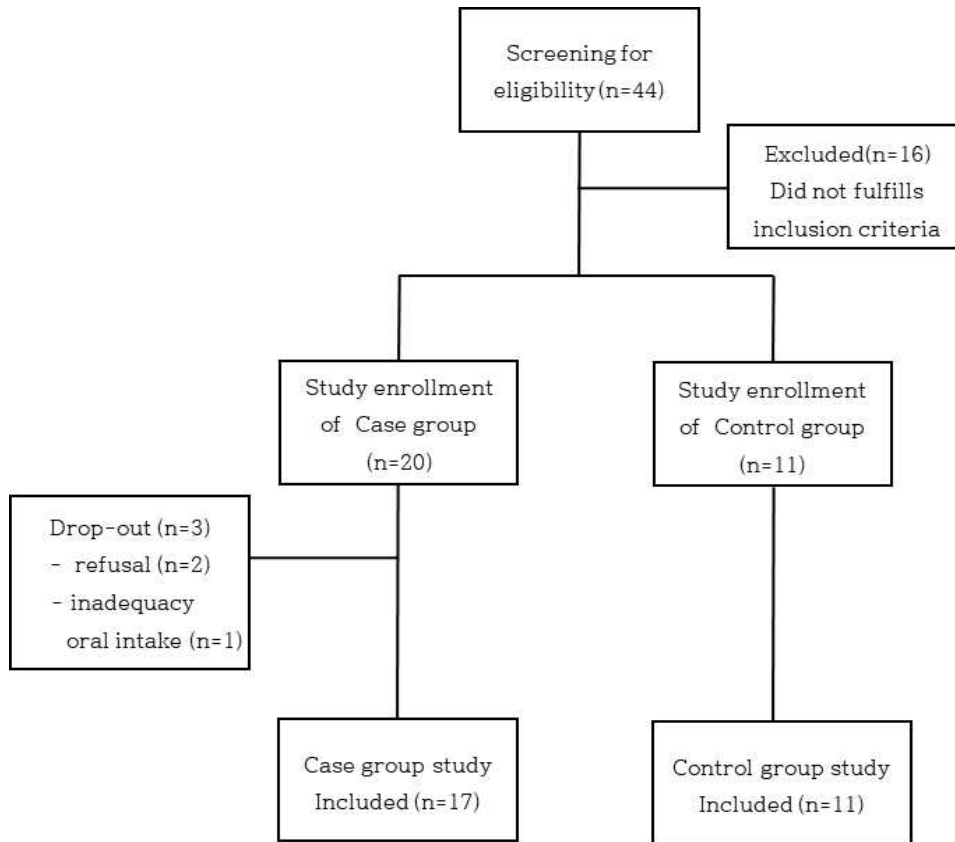 Screening for
eligibility (n=44)
Excluded(n=16)
Did not fulfills
inclusion criteria
Study enrollment
of Case group
(n=20)
Study enrollment
of Control group
(n=11)
Drop-out (n=3)
- refusal (n=2)
- inadequacy
oral intake (n=1)
Case group study
Included (n=17)
Control group study
Included (n=11)